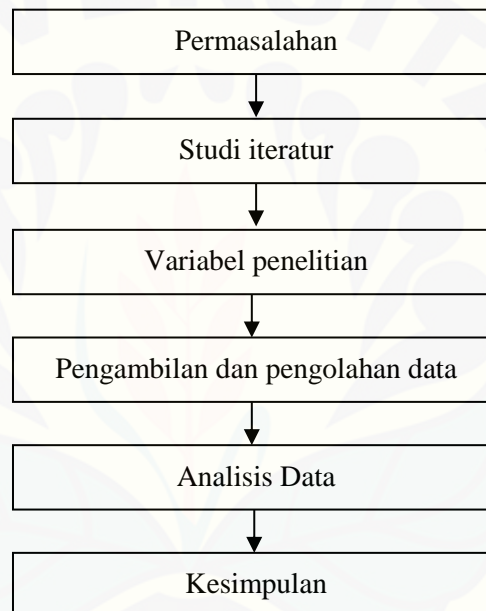 Permasalahan
Studi iteratur
Variabel penelitian
Pengambilan dan pengolahan data
Analisis Data
Kesimpulan